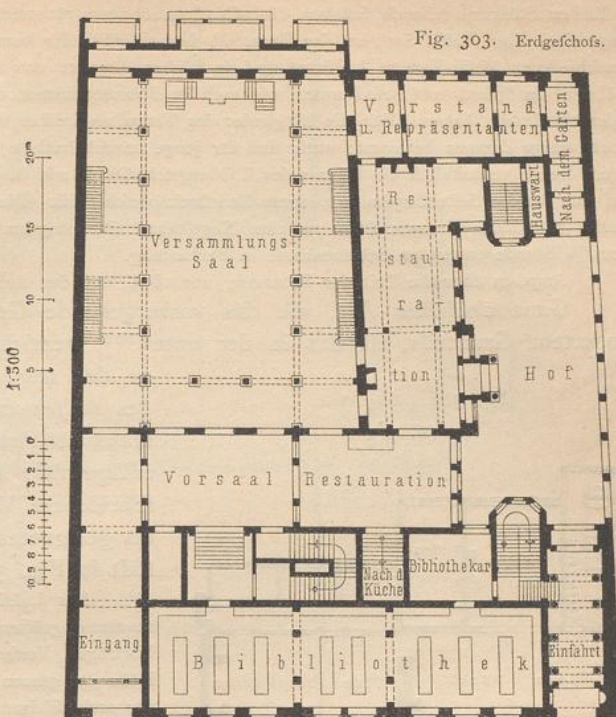 Fig. 303. Erdgeſchoſs.
Vorstand
u. Repräsentanten
Nach dem Garten
Hauswart
Re-
stau-
ra-
tion
Versammlungs-
Saal
Hof
20m
15
10
5
0
1
2
3
4
5
6
7
8
9
10
1:500
Vorsaal
Restauration
Nach d.
Küche
Bibliothekar
Eingang
Bibliothek
Einfahrt